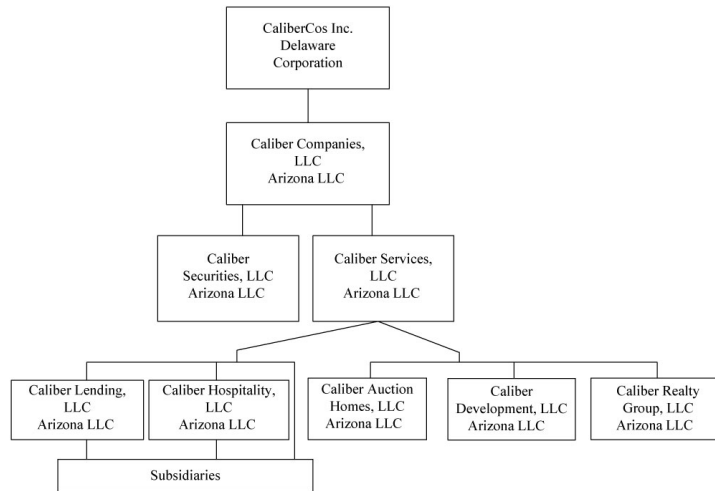 CaliberCos Inc.
Delaware
Corporation
Caliber Companies,
LLC
Arizona LLC
Caliber
Securities, LLC
Arizona LLC
Caliber Services,
LLC
Arizona LLC
Caliber Lending,
LLC
Arizona LLC
Caliber Hospitality,
LLC
Arizona LLC
Caliber Auction
Homes, LLC
Arizona LLC
Caliber
Development, LLC
Arizona LLC
Caliber Realty
Group, LLC
Arizona LLC
Subsidiaries